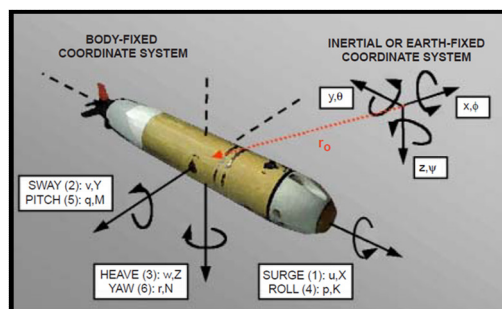 BODY-FIXED
COORDINATE SYSTEM
INERTIAL OR EARTH-FIXED
COORDINATE SYSTEM
y,θ
x,ϕ
r₀
z,ψ
SWAY (2): v,Y
PITCH (5): q,M
HEAVE (3): w,Z
YAW (6): r,N
SURGE (1): u,X
ROLL (4): p,K